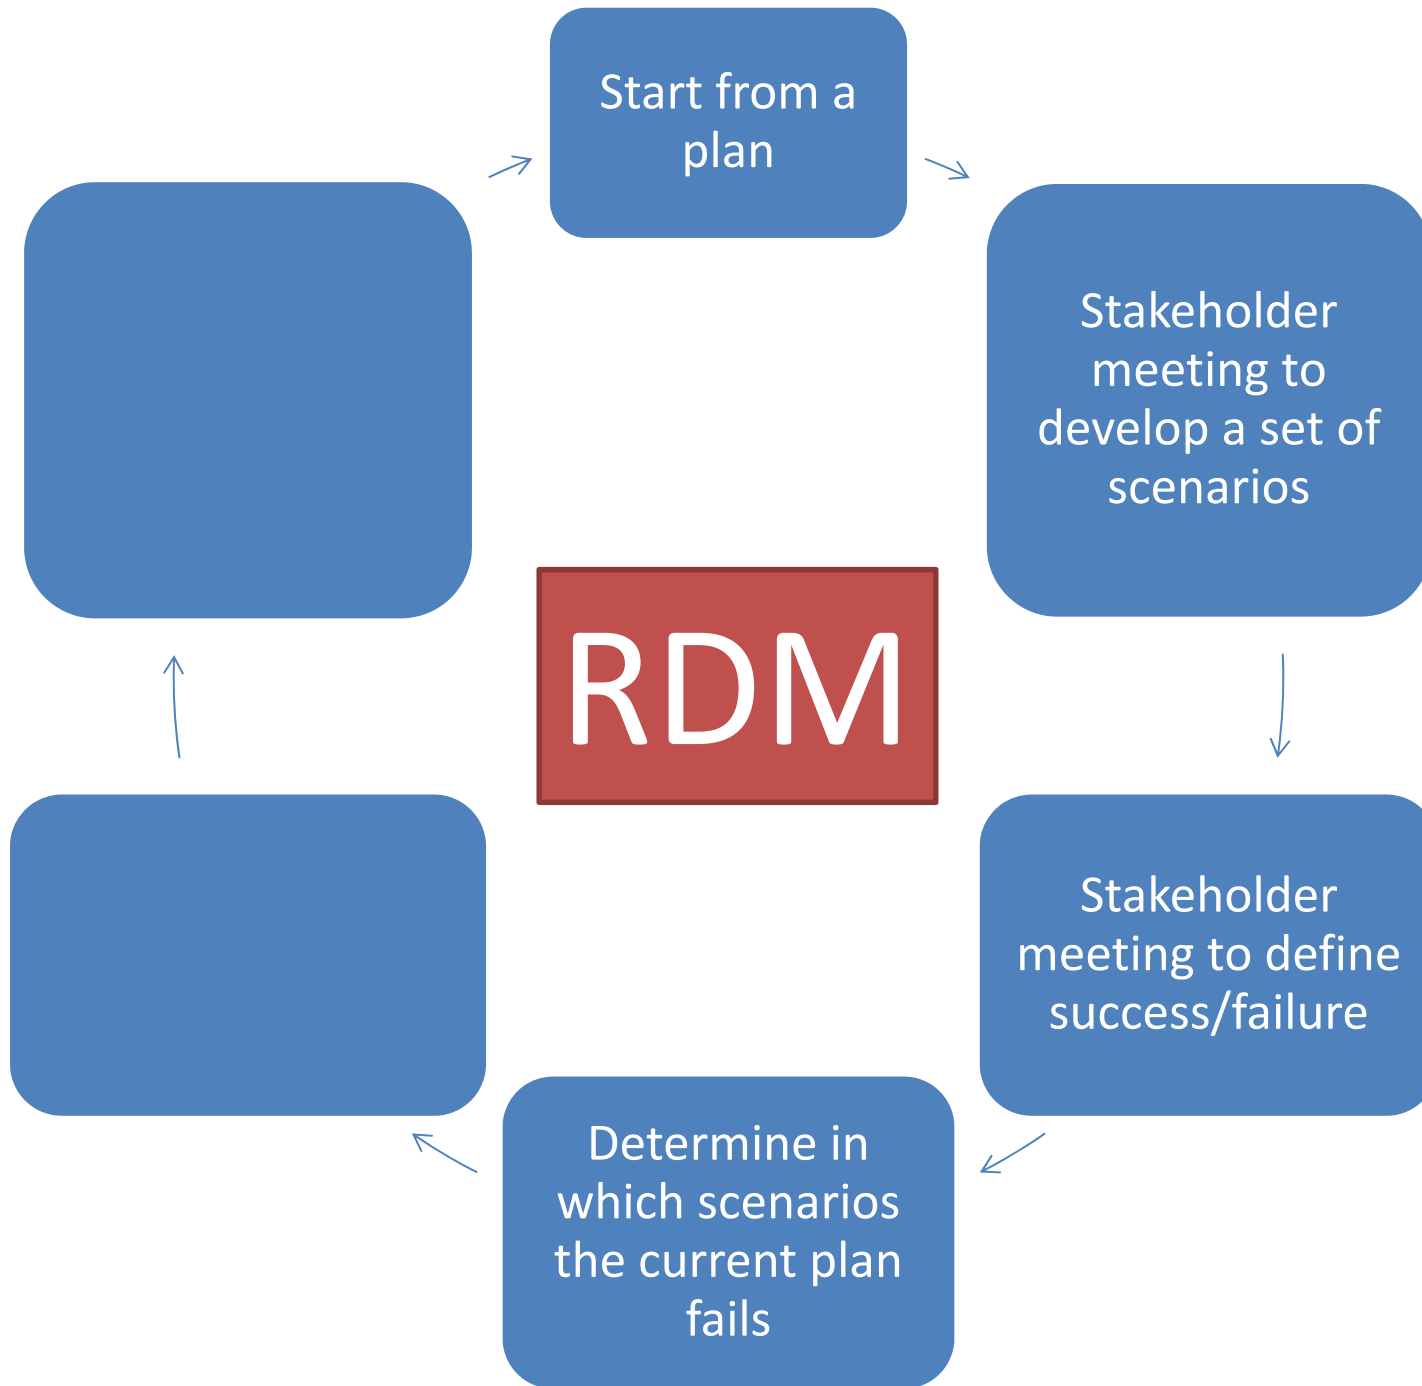 Start from a
plan
Stakeholder
meeting to
develop a set of
scenarios
RDM
Stakeholder
meeting to define
success/failure
Determine in
which scenarios
the current plan
fails